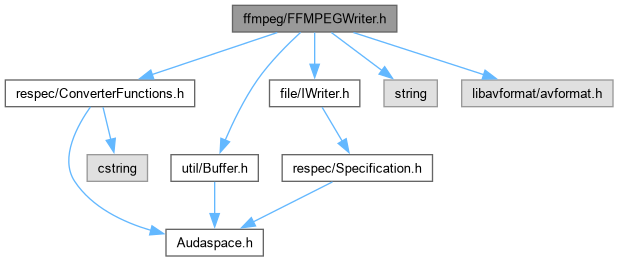 ffmpeg/FFMPEGWriter.h
respec/ConverterFunctions.h
file/IWriter.h
string
libavformat/avformat.h
cstring
util/Buffer.h
respec/Specification.h
Audaspace.h